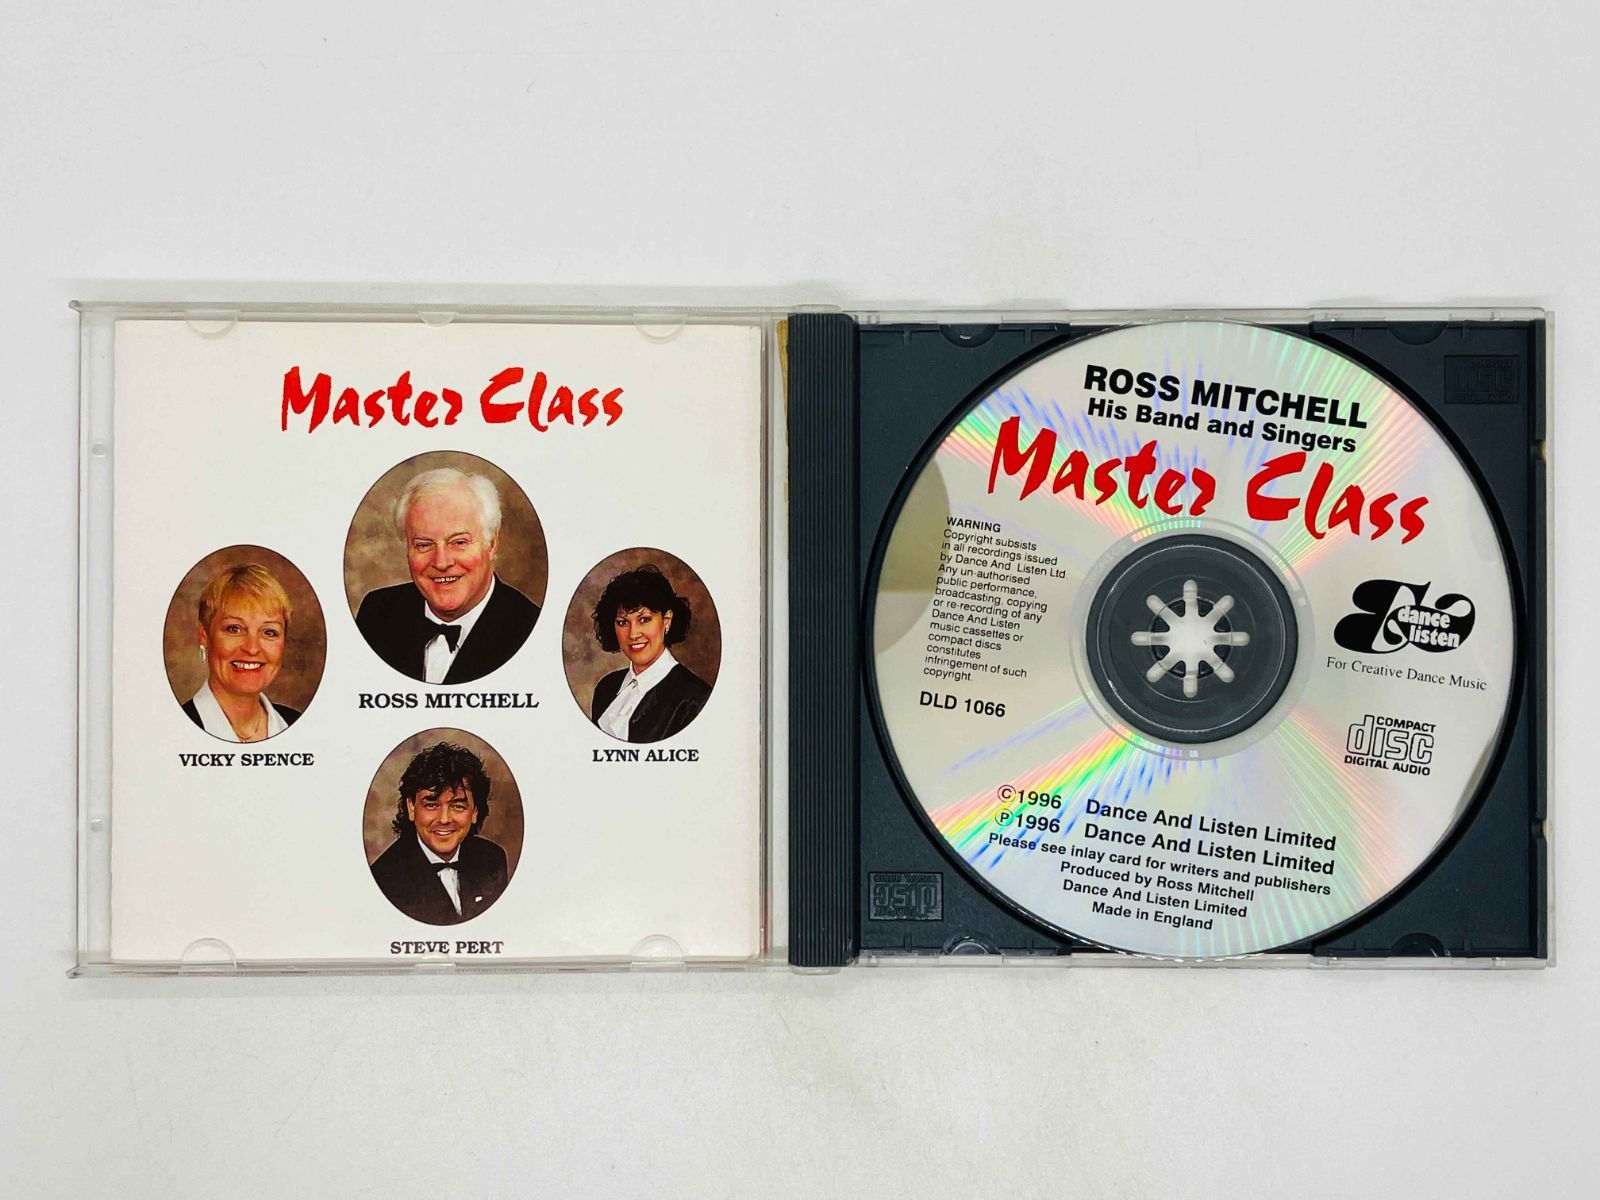 Master Class
ROSS MITCHELL
VICKY SPENCE
LYNN ALICE
STEVE PERT
ROSS MITCHELL
His Band and Singers
Master Class
WARNING
Copyright subsists
in all recordings issued
by Dance And Listen Ltd.
Any un-authorised
public performance,
broadcasting, copying
or re-recording of any
Dance And Listen
music cassettes or
compact discs
constitutes
infringement of such
copyright.
DLD 1066
dance
& listen
For Creative Dance Music
COMPACT
disc
DIGITAL AUDIO
Ⓒ1996 Dance And Listen Limited
Ⓟ1996 Dance And Listen Limited
Please see inlay card for writers and publishers
Produced by Ross Mitchell
Dance And Listen Limited
Made in England